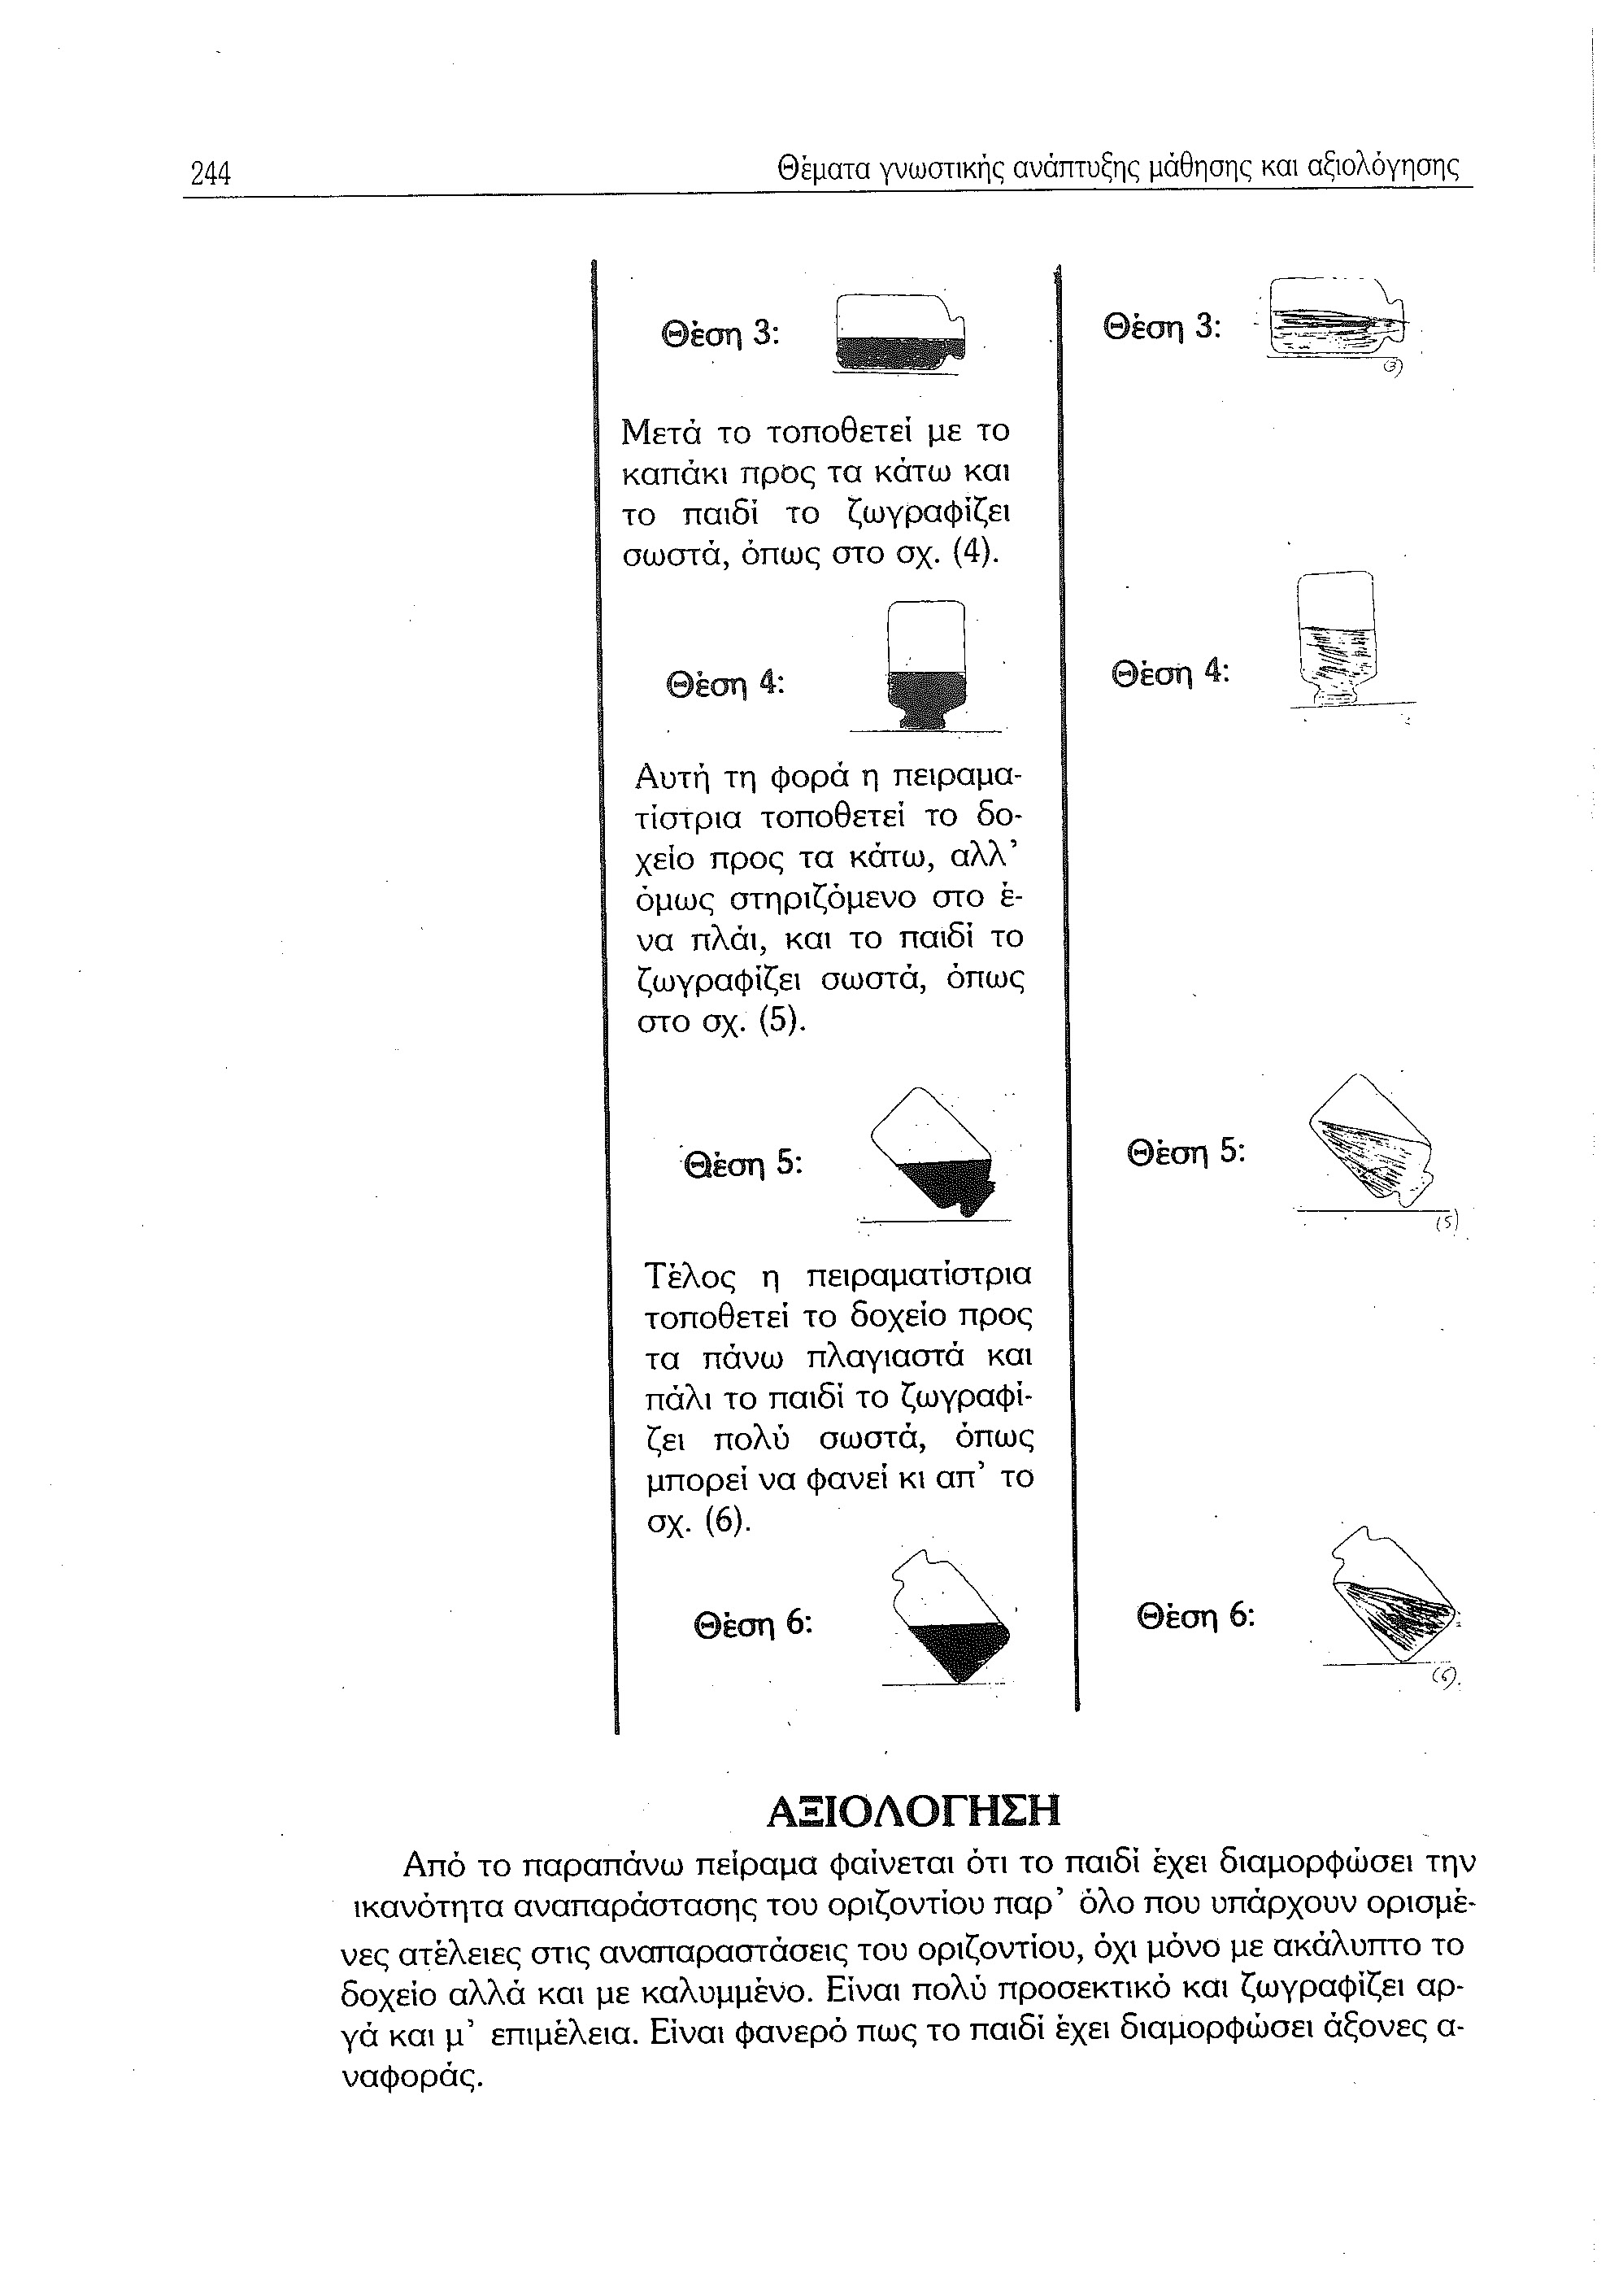 244
Θέματα γνωστικής ανάπτυξης μάθησης και αξιολόγησης
Θέση 3:
Μετά το τοποθετεί με το
καπάκι προς τα κάτω και
το παιδί το ζωγραφίζει
σωστά, όπως στο σχ. (4).
Θέση 4:
Αυτή τη φορά η πειραμα-
τίστρια τοποθετεί το δο-
χείο προς τα κάτω, αλλ'
όμως στηριζόμενο στο έ-
να πλάι, και το παιδί το
ζωγραφίζει σωστά, όπως
στο σχ. (5).
Θέση 5:
Τέλος η πειραματίστρια
τοποθετεί το δοχείο προς
τα πάνω πλαγιαστά και
πάλι το παιδί το ζωγραφί-
ζει πολύ σωστά, όπως
μπορεί να φανεί κι απ' το
σχ. (6).
Θέση 6:
Θέση 3:
(3)
Θέση 4:
Θέση 5:
(5)
Θέση 6:
(6).
ΑΞΙΟΛΟΓΗΣΗ
Από το παραπάνω πείραμα φαίνεται ότι το παιδί έχει διαμορφώσει την
ικανότητα αναπαράστασης του οριζοντίου παρ' όλο που υπάρχουν ορισμέ-
νες ατέλειες στις αναπαραστάσεις του οριζοντίου, όχι μόνο με ακάλυπτο το
δοχείο αλλά και με καλυμμένο. Είναι πολύ προσεκτικό και ζωγραφίζει αρ-
γά και μ' επιμέλεια. Είναι φανερό πως το παιδί έχει διαμορφώσει άξονες α-
ναφοράς.